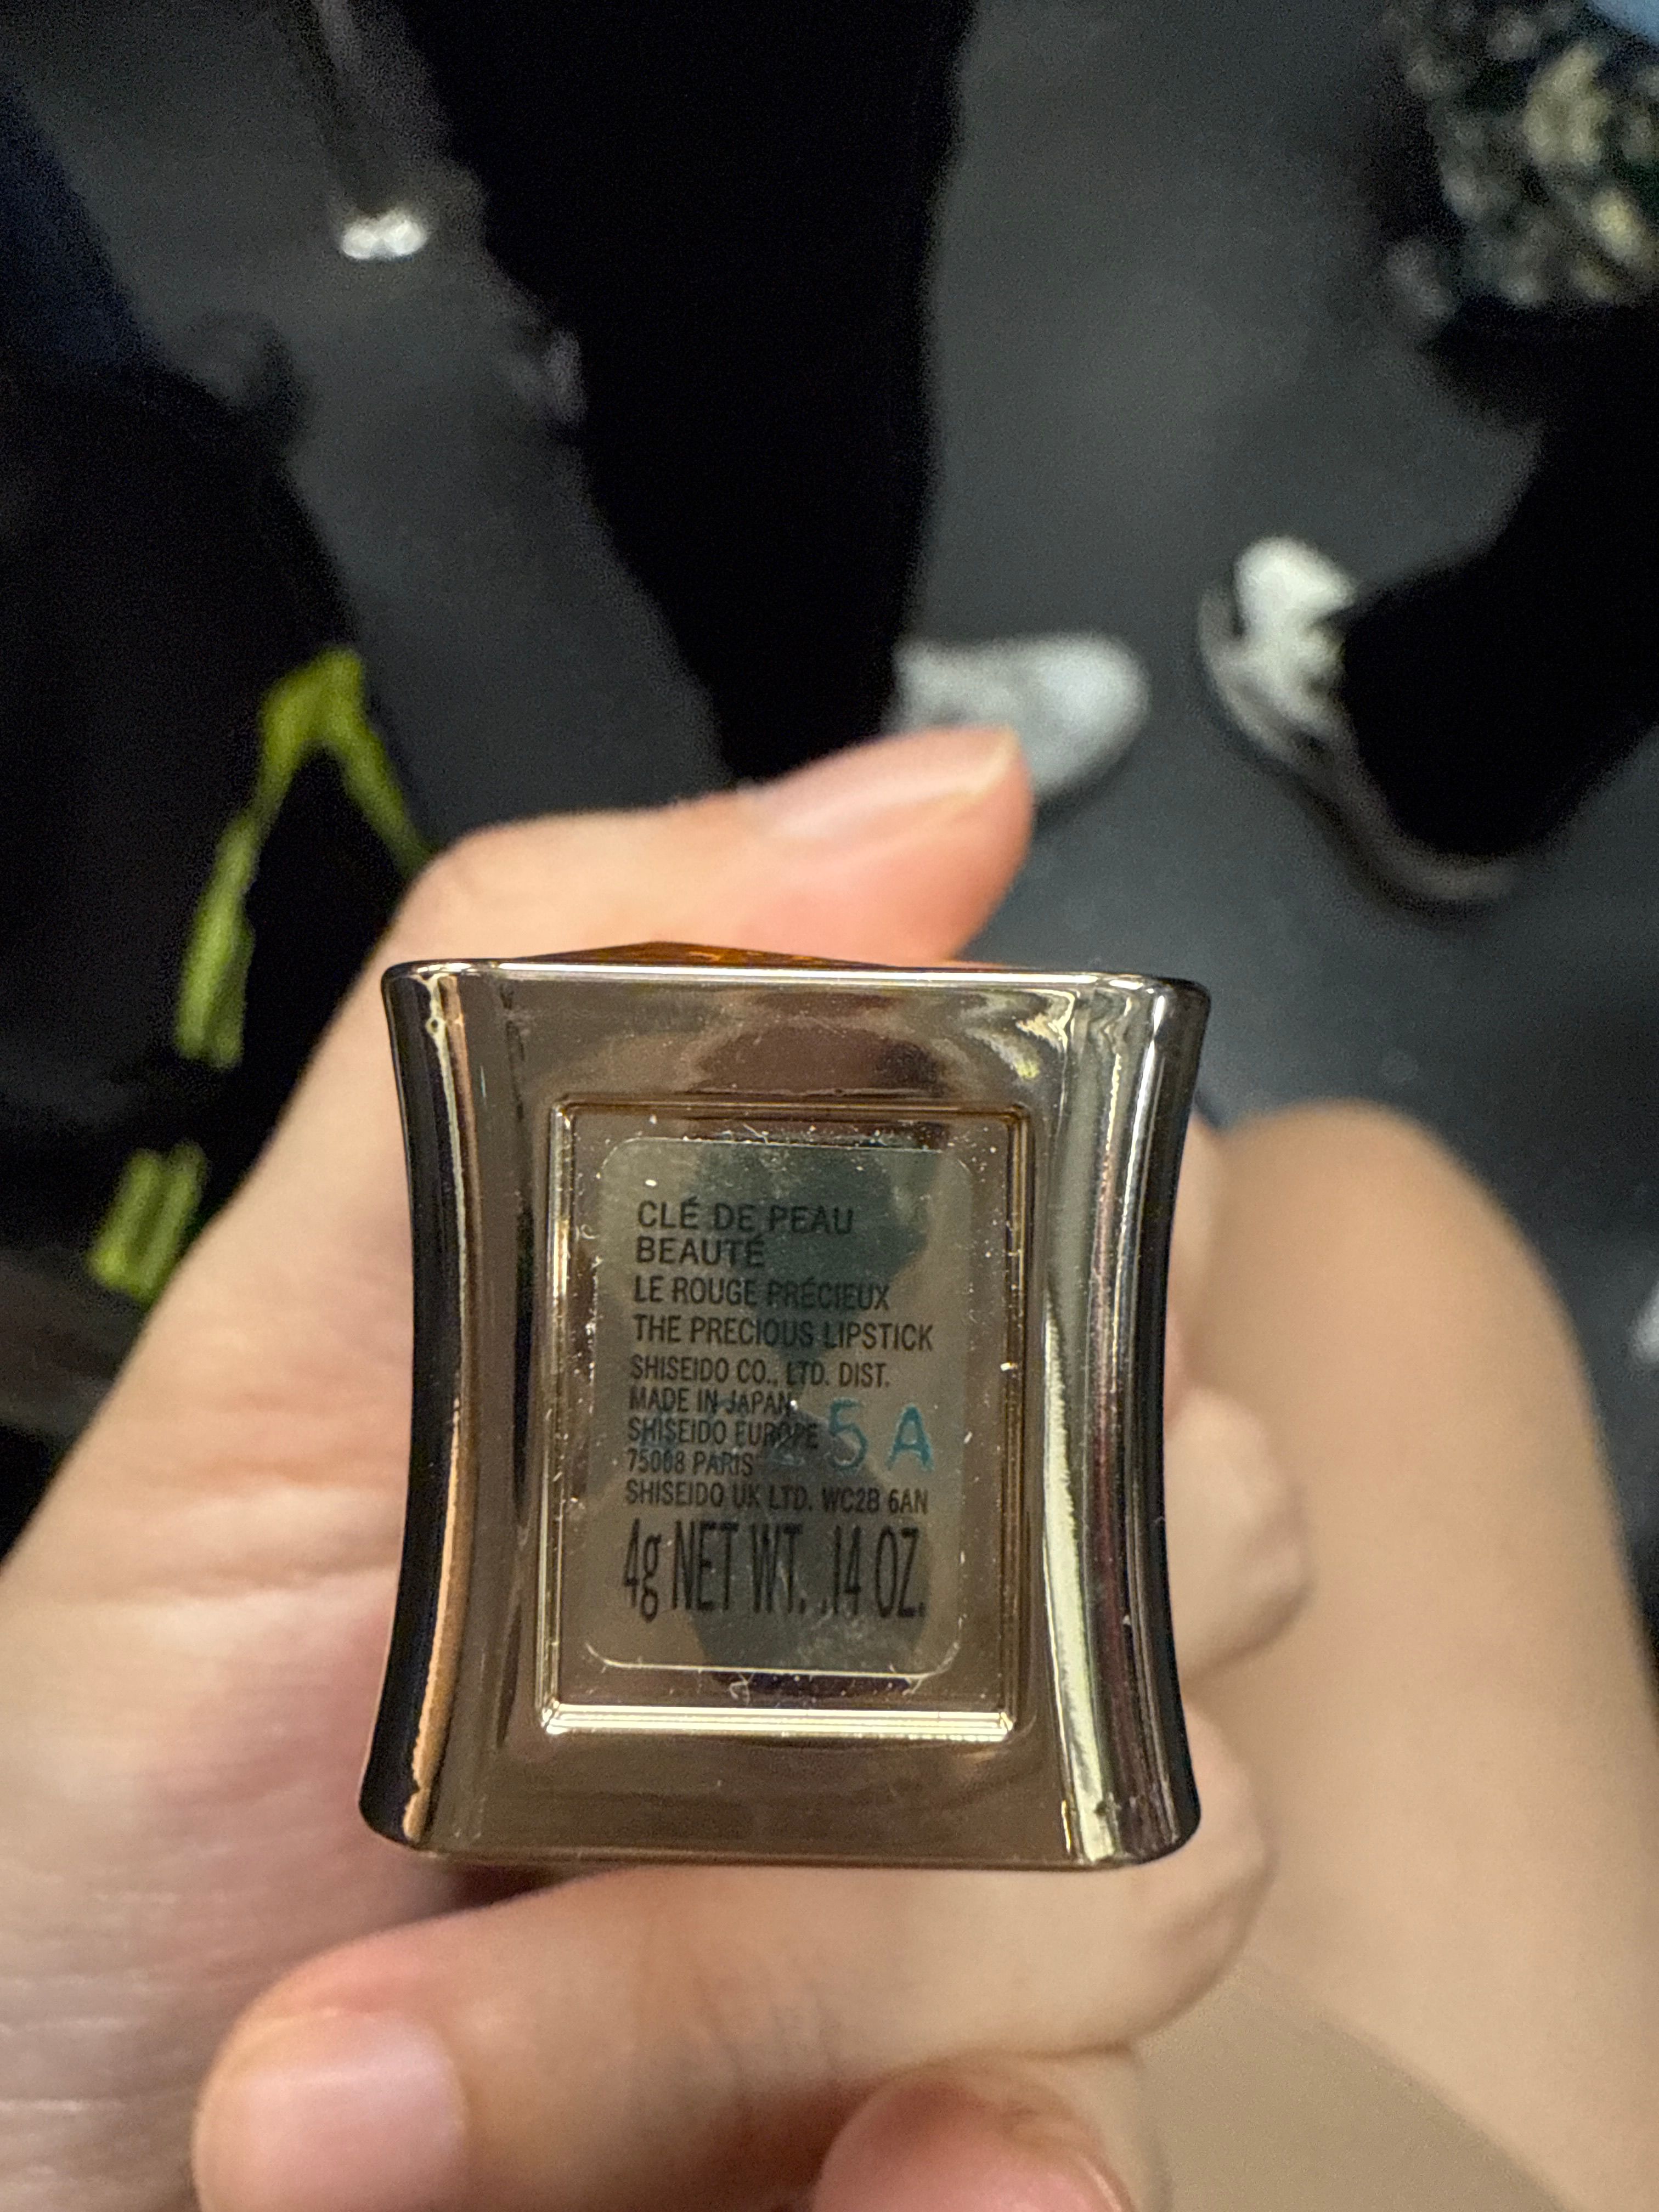 CLÉ DE PEAU
BEAUTÉ
LE ROUGE PRÉCIEUX
THE PRECIOUS LIPSTICK
SHISEIDO CO., LTD. DIST.
MADE IN JAPAN
SHISEIDO EUROPE 5 A
75008 PARIS
SHISEIDO UK LTD. WC2B 6AN
4g NET WT. .14 OZ.